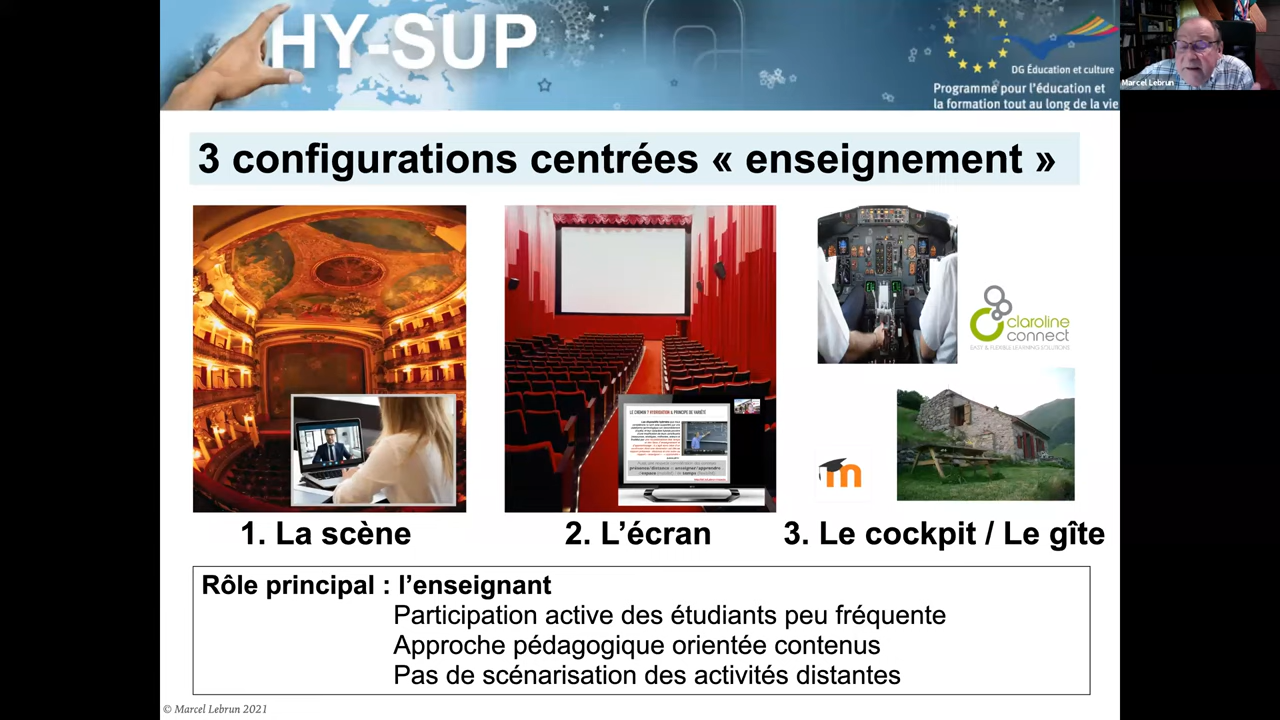 HY-SUP
DG Éducation et culture
Programme pour l'éducation et
la formation tout au long de la vie
Marcel Lebrun
3 configurations centrées « enseignement »
claroline
connect
EASY & FLEXIBLE LEARNING SOLUTIONS
m
1. La scène
2. L'écran
3. Le cockpit / Le gîte
Rôle principal : l'enseignant
Participation active des étudiants peu fréquente
Approche pédagogique orientée contenus
Pas de scénarisation des activités distantes
© Marcel Lebrun 2021